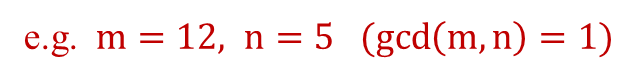 e.g. m = 12, n = 5 (gcd(m,n) = 1)